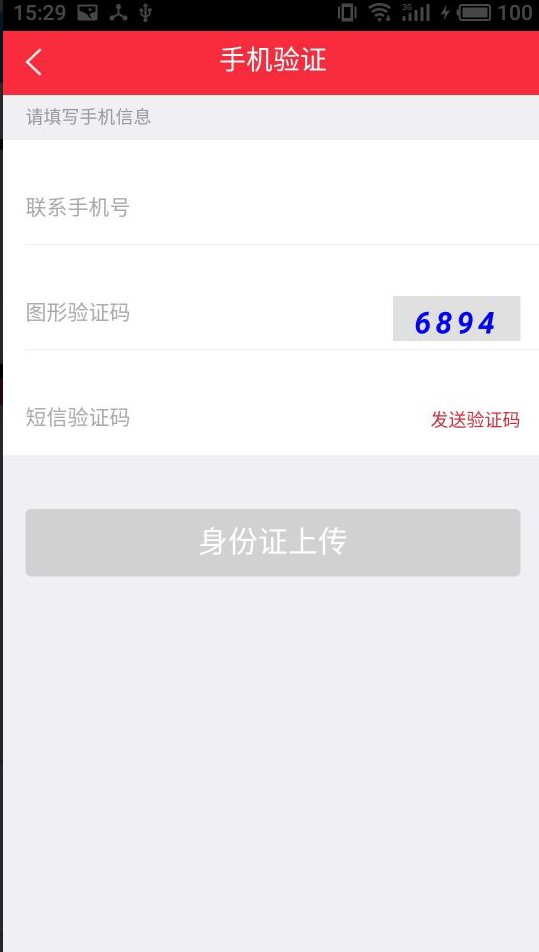 15:29 3G 100
手机验证
请填写手机信息
联系手机号
图形验证码 6894
短信验证码 发送验证码
身份证上传